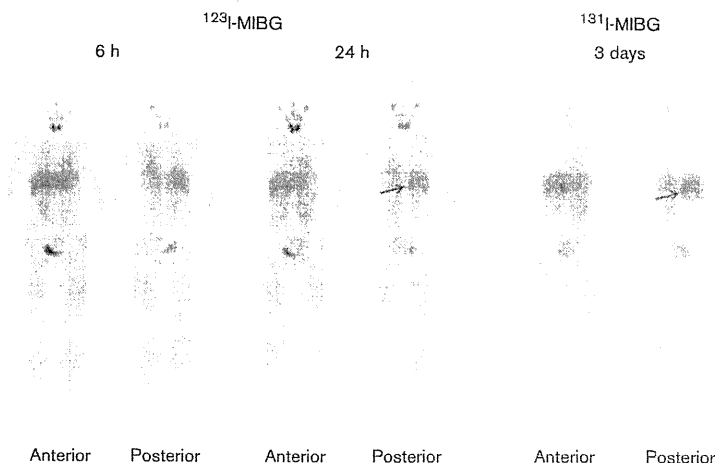 ¹²³I-MIBG
¹³¹I-MIBG
6 h
24 h
3 days
Anterior Posterior Anterior Posterior Anterior Posterior